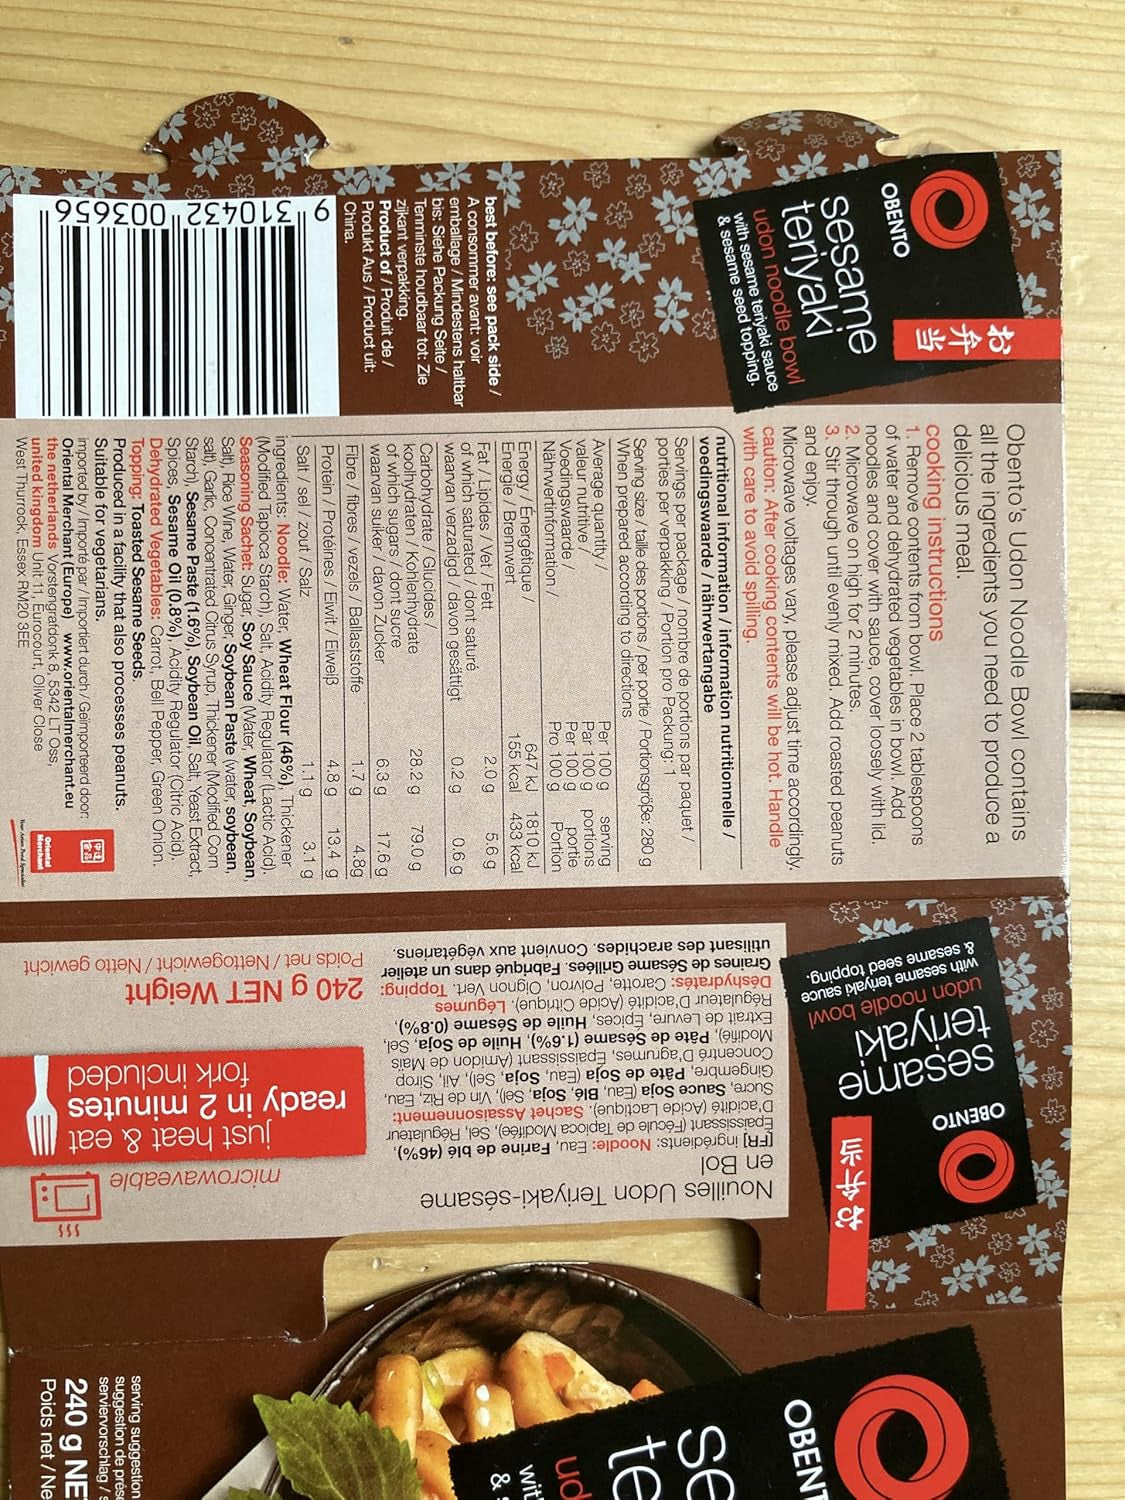 OBENTO
お弁当
sesame
teriyaki
udon noodle bowl
with sesame teriyaki sauce
& sesame seed topping.
Obento's Udon Noodle Bowl contains
all the ingredients you need to produce a
delicious meal.
cooking instructions
1. Remove contents from bowl. Place 2 tablespoons
of water and dehydrated vegetables in bowl. Add
noodles and cover with sauce, cover loosely with lid.
2. Microwave on high for 2 minutes.
3. Stir through until evenly mixed. Add roasted peanuts
and enjoy.
Microwave voltages vary, please adjust time accordingly.
caution: After cooking contents will be hot. Handle
with care to avoid spilling.
nutritional information / information nutritionnelle /
voedingswaarde / nährwertangabe
Servings per package / nombre de portions par paquet /
porties per verpakking / Portion pro Packung: 1
Serving size / taille des portions / per portie / Portionsgröße: 280 g
When prepared according to directions
Average quantity / Per 100 g serving
valeur nutritive / Par 100 g portions
Voedingswaarde / Per 100 g portie
Nährwertinformation / Pro 100 g Portion
Energy / Énergétique / 647 kJ 1810 kJ
Energie / Brennwert 155 kcal 433 kcal
Fat / Lipides / Vet / Fett 2.0 g 5.6 g
of which saturated / dont saturé
waarvan verzadigd / davon gesättigt 0.2 g 0.6 g
Carbohydrate / Glucides /
koolhydraten / Kohlenhydrate 28.2 g 79.0 g
of which sugars / dont sucre
waarvan suiker / davon Zucker 6.3 g 17.6 g
Fibre / fibres / vezels / Ballaststoffe 1.7 g 4.8g
Protein / Protéines / Eiwit / Eiweiß 4.8 g 13.4 g
Salt / sel / zout / Salz 1.1 g 3.1 g
ingredients: Noodle: Water, Wheat Flour (46%), Thickener
(Modified Tapioca Starch), Salt, Acidity Regulator (Lactic Acid).
Seasoning Sachet: Sugar, Soy Sauce (Water, Wheat, Soybean,
Salt), Rice Wine, Water, Ginger, Soybean Paste (water, soybean,
salt), Garlic, Concentrated Citrus Syrup, Thickener (Modified Corn
Starch), Sesame Paste (1.6%), Soybean Oil, Salt, Yeast Extract,
Spices, Sesame Oil (0.8%), Acidity Regulator (Citric Acid).
Dehydrated Vegetables: Carrot, Bell Pepper, Green Onion.
Topping: Toasted Sesame Seeds.
Produced in a facility that also processes peanuts.
Suitable for vegetarians.
imported by / Importé par / Importiert durch / Geïmporteerd door:
Oriental Merchant (Europe) www.orientalmerchant.eu
the netherlands Vorstengrafdonk 8, 5342 LT Oss,
united kingdom Unit 11, Eurocourt, Oliver Close
West Thurrock, Essex RM20 3EE
Oriental
Merchant
best before: see pack side /
A consommer avant: voir
emballage / Mindestens haltbar
bis: Siehe Packung Seite /
Tenminste houdbaar tot: Zie
zijkant verpakking.
Product of / Produit de /
Produkt Aus / Product uit:
China.
9 310432 003656
OBENTO
お弁当
sesame
teriyaki
udon noodle bowl
with sesame teriyaki sauce
& sesame seed topping.
Nouilles Udon Teriyaki-sésame
en Bol
[FR] ingrédients: Noodle: Eau, Farine de blé (46%),
Épaississant (Fécule de Tapioca Modifée), Sel, Régulateur
D'acidité (Acide Lactique). Sachet Assaisonnement:
Sucre, Sauce Soja (Eau, Blé, Soja, Sel), Vin de Riz, Eau,
Gingembre, Pâte de Soja (Eau, Soja, Sel), Ail, Sirop
Concentré D'agrumes, Épaississant (Amidon de Maïs
Modifié), Pâte de Sésame (1.6%), Huile de Soja, Sel,
Extrait de Levure, Épices, Huile de Sésame (0.8%),
Régulateur D'acidité (Acide Citrique). Légumes
Déshydratés: Carotte, Poivron, Oignon Vert. Topping:
Graines de Sésame Grillées. Fabriqué dans un atelier
utilisant des arachides. Convient aux végétariens.
microwaveable
just heat & eat
ready in 2 minutes
fork included
240 g NET Weight
Poids net / Nettogewicht / Netto gewicht
OBENT
se
te
ud
wit
&
serving suggestion
suggestion de prése
serviervorschlag / s
240 g NE
Poids net / Ne